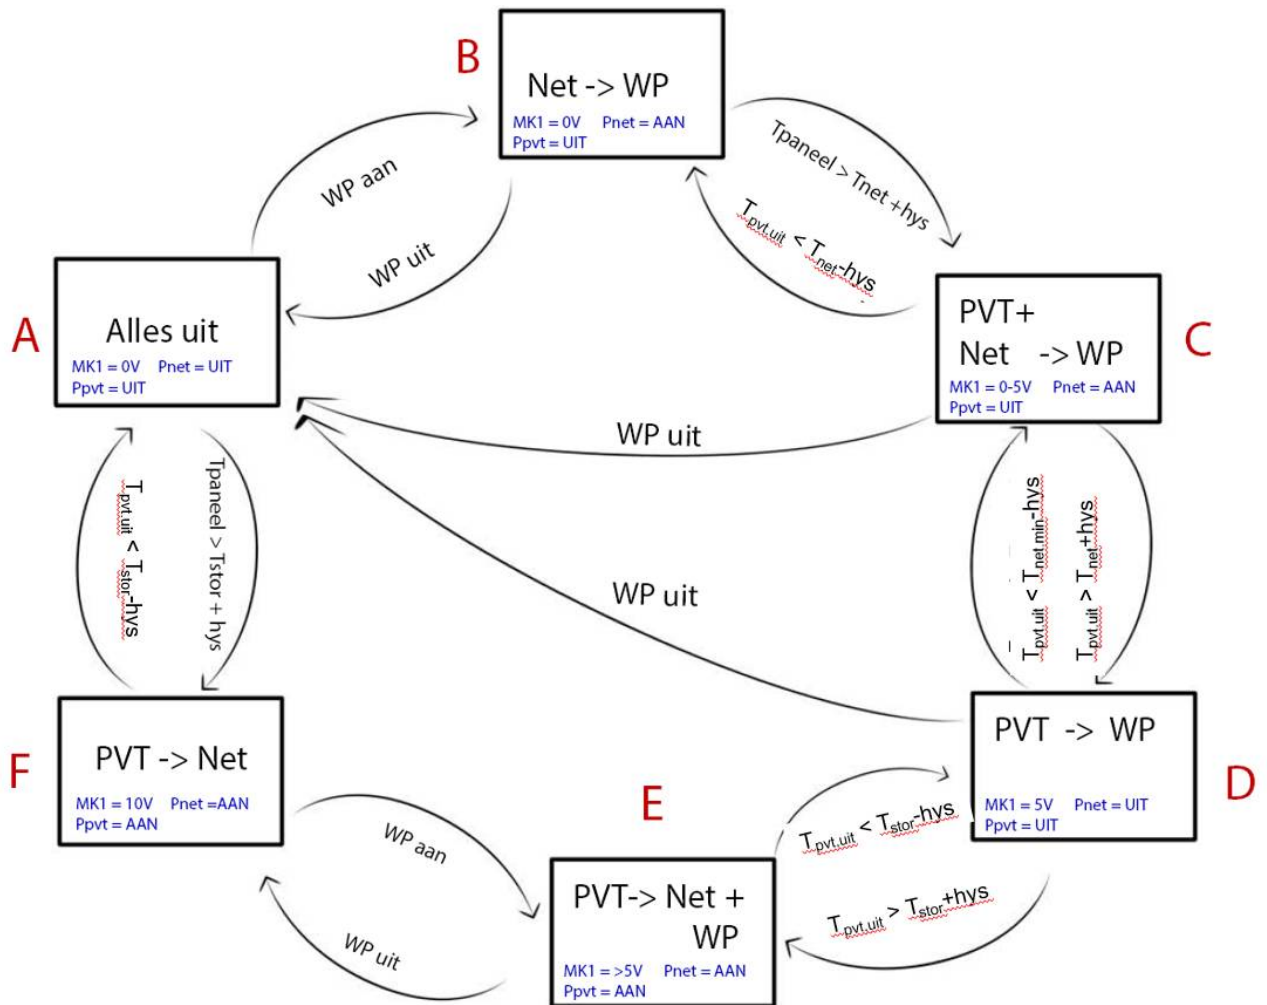 B
Net -> WP
MK1 = 0V Pnet = AAN
Ppvt = UIT
WP aan
WP uit
Tpaneel > Tnet +hys
Tpvt,uit < Tnet-hys
A
Alles uit
MK1 = 0V Pnet = UIT
Ppvt = UIT
PVT+
Net -> WP
MK1 = 0-5V Pnet = AAN
Ppvt = UIT
C
WP uit
WP uit
Tpvt,uit < Tstor-hys
Tpaneel > Tstor + hys
Tpvt,uit < Tnet,min-hys
Tpvt,uit > Tnet+hys
F
PVT -> Net
MK1 = 10V Pnet =AAN
Ppvt = AAN
WP aan
WP uit
E
PVT-> Net +
WP
MK1 = >5V Pnet = AAN
Ppvt = AAN
Tpvt,uit < Tstor-hys
Tpvt,uit > Tstor+hys
PVT -> WP
MK1 = 5V Pnet = UIT
Ppvt = UIT
D